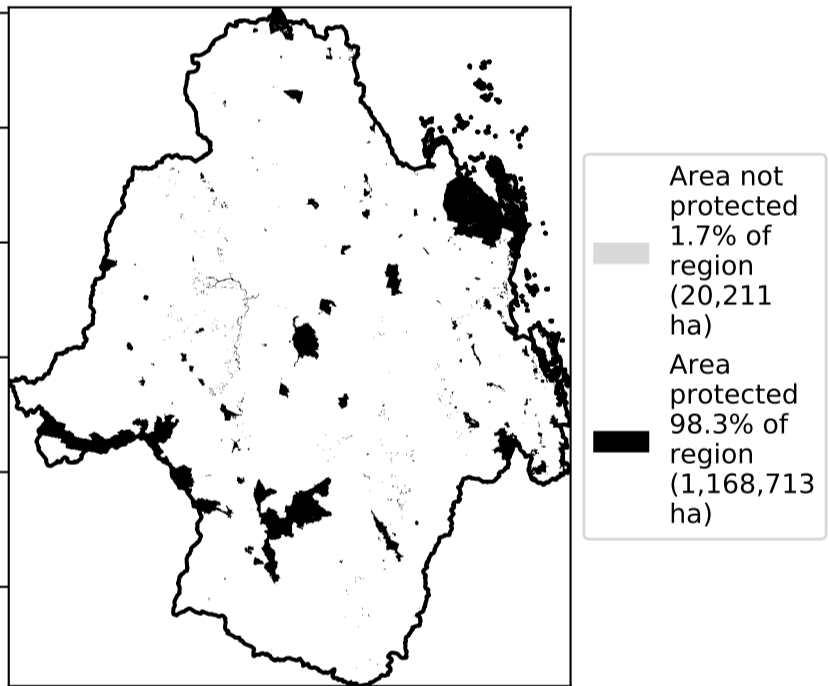 Area not
protected
1.7% of
region
(20,211
ha)
Area
protected
98.3% of
region
(1,168,713
ha)